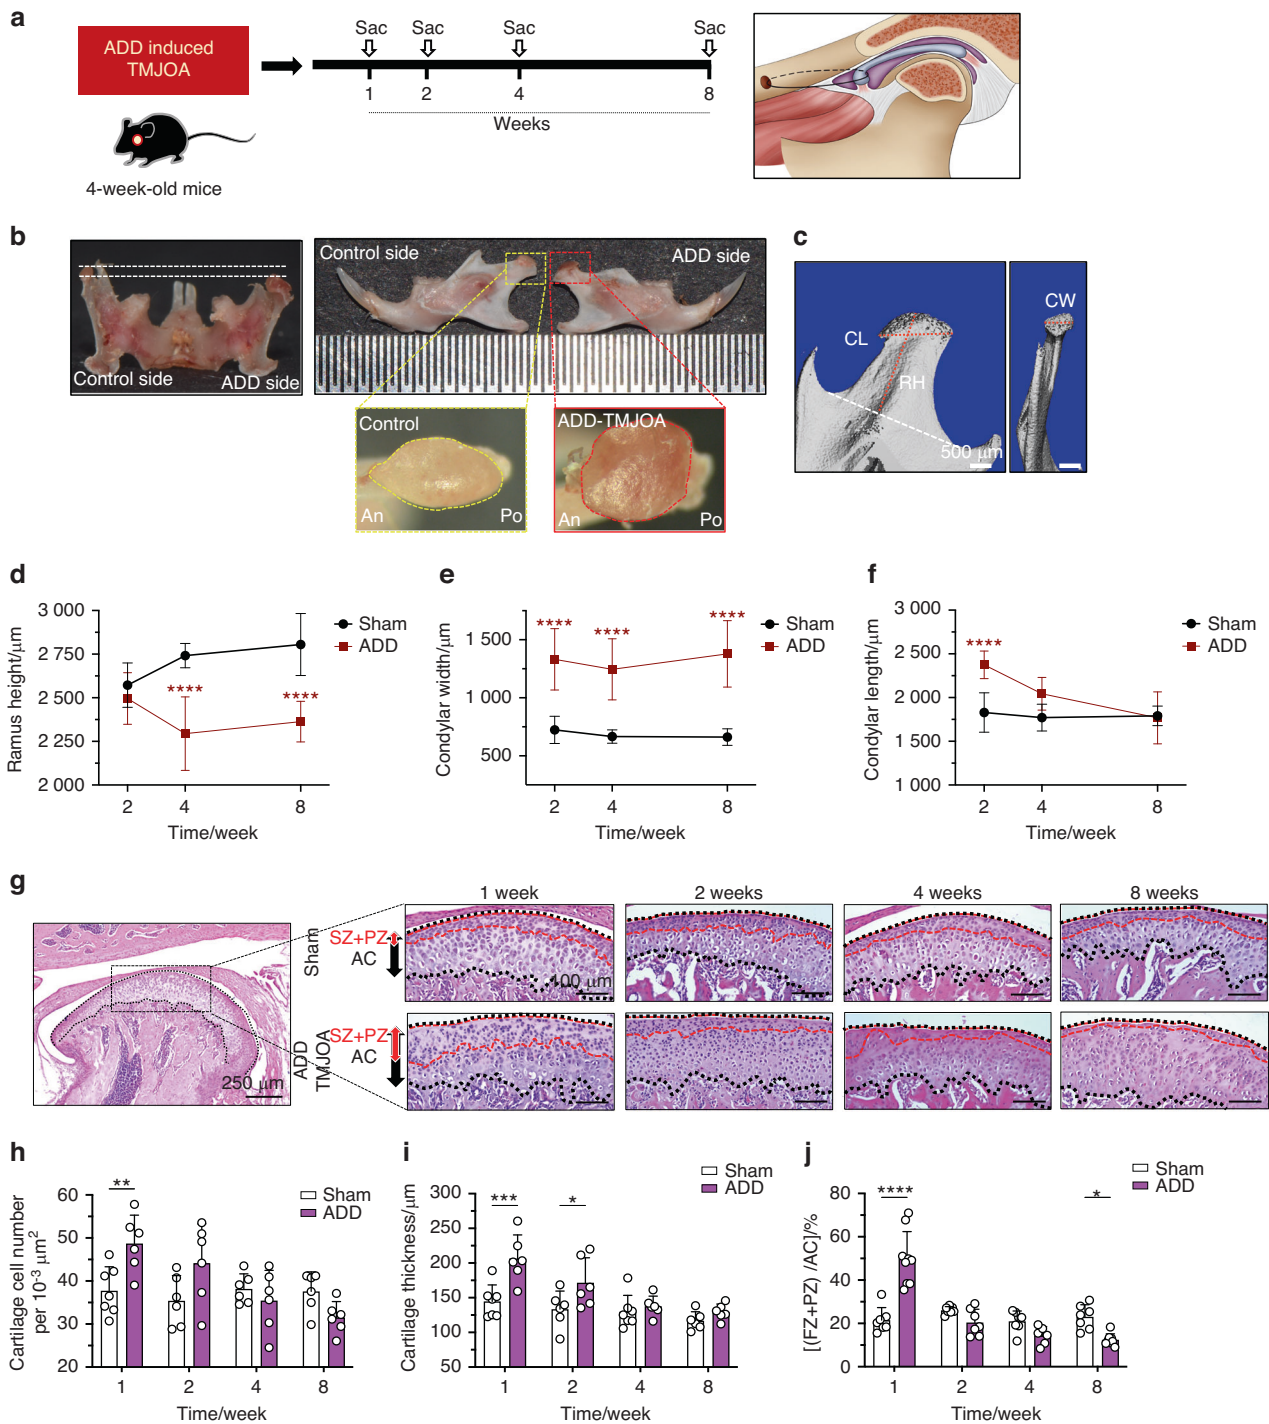 a
ADD induced
TMJOA
4-week-old mice
Sac Sac Sac Sac
1 2 4 8
Weeks
b
Control side
ADD side
Control side
ADD side
Control
An Po
ADD-TMJOA
An Po
c
CL
RH
500 μm
CW
d
Ramus height/μm
3 000
2 750
2 500
2 250
2 000
****
****
Sham
ADD
2 4 8
Time/week
e
Condylar width/μm
1 500
1 000
500
****
****
****
Sham
ADD
2 4 8
Time/week
f
Condylar length/μm
3 000
2 500
2 000
1 500
1 000
****
Sham
ADD
2 4 8
Time/week
g
250 μm
1 week 2 weeks 4 weeks 8 weeks
Sham
SZ+PZ
AC
100 μm
ADD
TMJOA
SZ+PZ
AC
h
Cartilage cell number
per 10⁻³ μm²
60
50
40
30
20
**
Sham
ADD
1 2 4 8
Time/week
i
Cartilage thickness/μm
300
250
200
150
100
50
***
*
Sham
ADD
1 2 4 8
Time/week
j
[(FZ+PZ) /AC]/%
80
60
40
20
0
****
*
Sham
ADD
1 2 4 8
Time/week